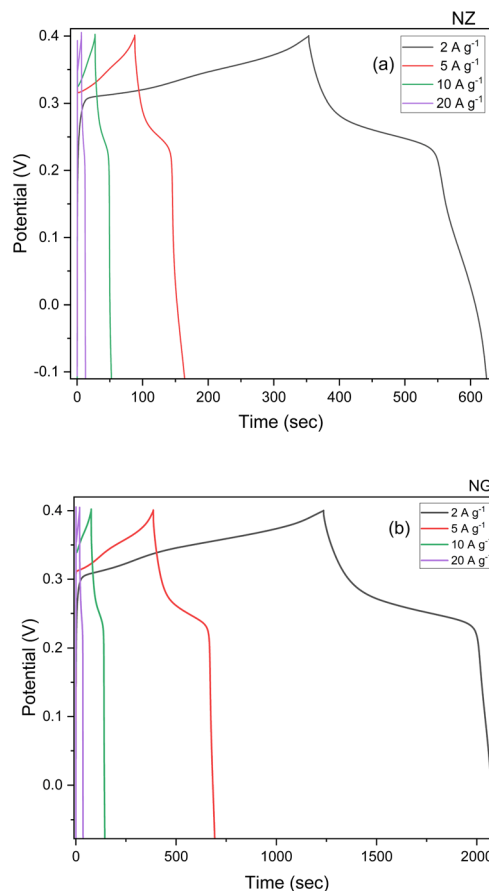 NZ
(a)
2 A g⁻¹
5 A g⁻¹
10 A g⁻¹
20 A g⁻¹
Potential (V)
0.4
0.3
0.2
0.1
0.0
-0.1
0 100 200 300 400 500 600
Time (sec)
NG
(b)
2 A g⁻¹
5 A g⁻¹
10 A g⁻¹
20 A g⁻¹
Potential (V)
0.4
0.3
0.2
0.1
0.0
0 500 1000 1500 2000
Time (sec)